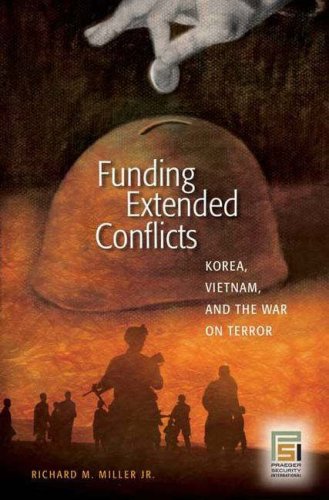 Funding
Extended
Conflicts
KOREA,
VIETNAM,
AND THE WAR
ON TERROR
RICHARD M. MILLER JR.
PSI
PRAEGER
SECURITY
INTERNATIONAL